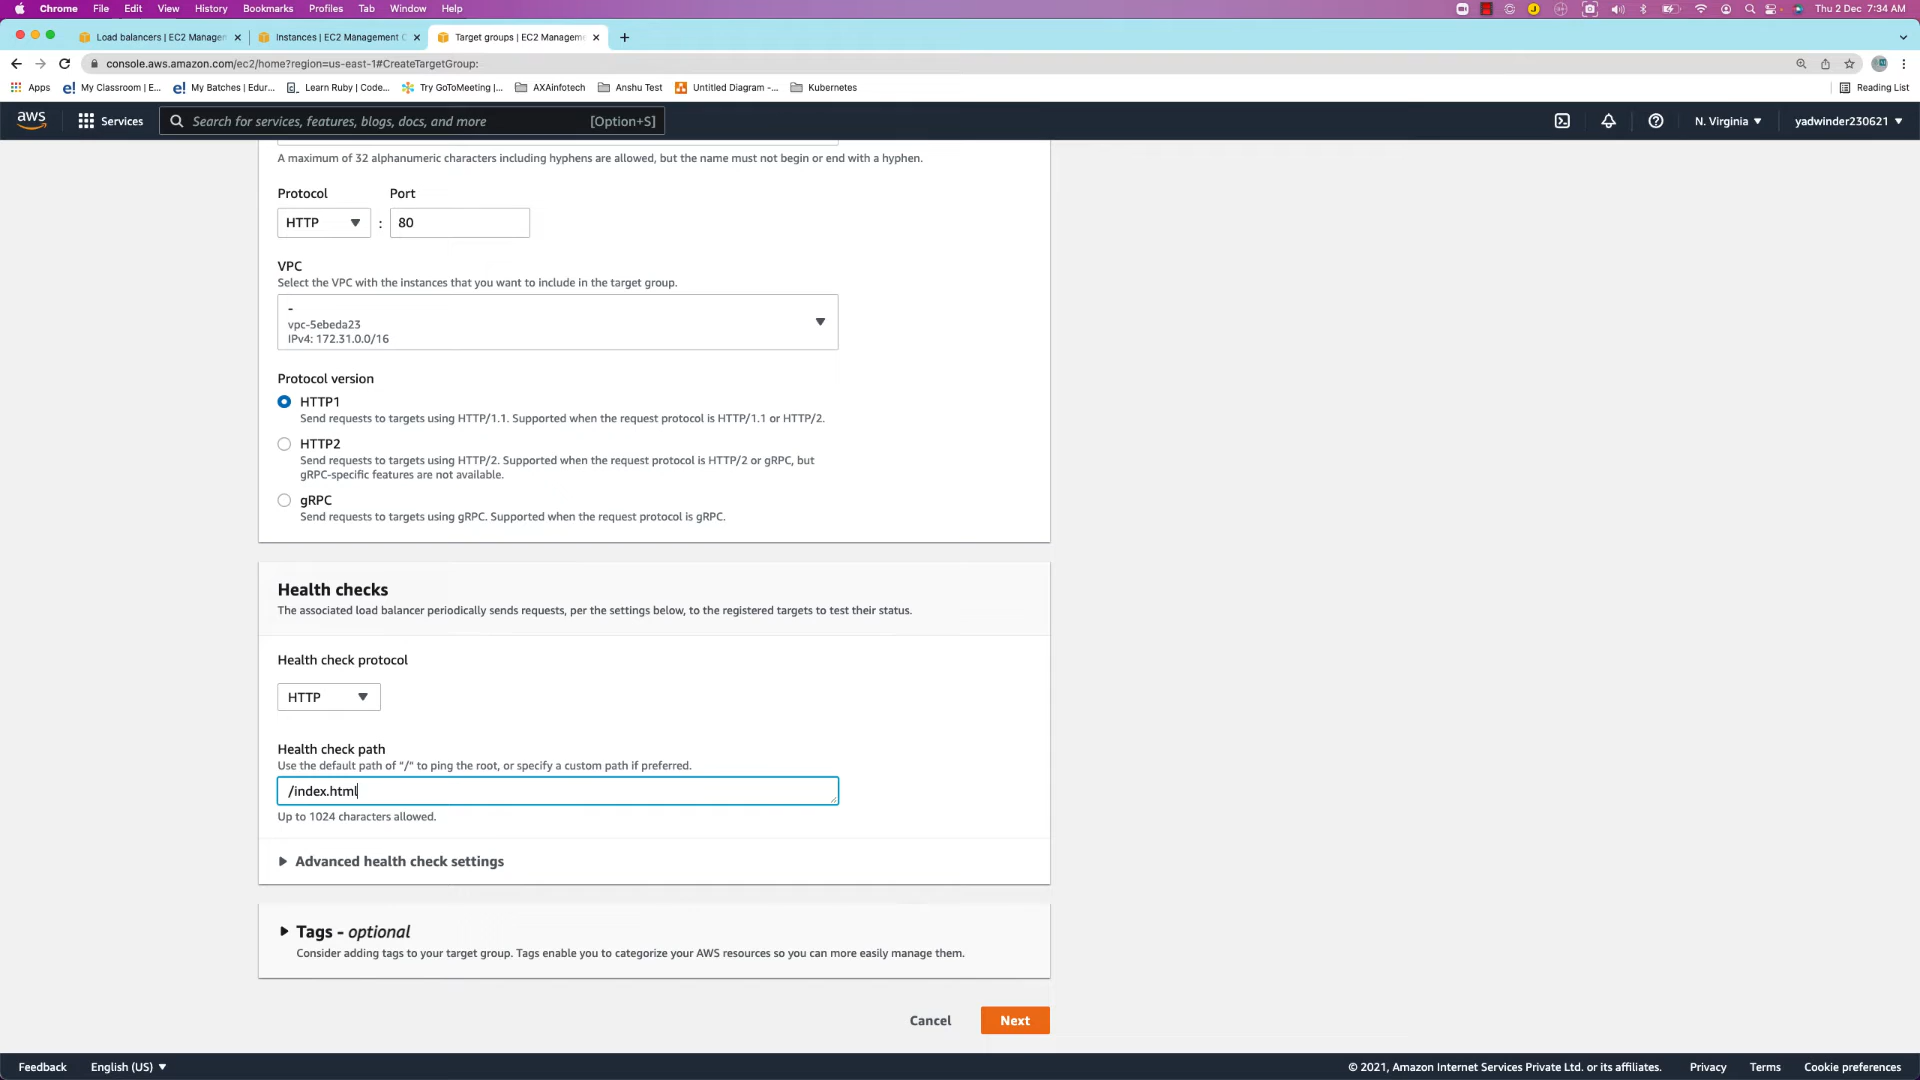 Chrome File Edit View History Bookmarks Profiles Tab Window Help
Thu 2 Dec 7:34 AM
Load balancers | EC2 Managem
Instances | EC2 Management C
Target groups | EC2 Manageme
console.aws.amazon.com/ec2/home?region=us-east-1#CreateTargetGroup:
Apps
My Classroom | E...
My Batches | Edur...
Learn Ruby | Code...
Try GoToMeeting |...
AXAinfotech
Anshu Test
Untitled Diagram -...
Kubernetes
Reading List
aws
Services
Search for services, features, blogs, docs, and more [Option+S]
N. Virginia
yadwinder230621
A maximum of 32 alphanumeric characters including hyphens are allowed, but the name must not begin or end with a hyphen.
Protocol Port
HTTP : 80
VPC
Select the VPC with the instances that you want to include in the target group.
-
vpc-5ebeda23
IPv4: 172.31.0.0/16
Protocol version
HTTP1
Send requests to targets using HTTP/1.1. Supported when the request protocol is HTTP/1.1 or HTTP/2.
HTTP2
Send requests to targets using HTTP/2. Supported when the request protocol is HTTP/2 or gRPC, but
gRPC-specific features are not available.
gRPC
Send requests to targets using gRPC. Supported when the request protocol is gRPC.
Health checks
The associated load balancer periodically sends requests, per the settings below, to the registered targets to test their status.
Health check protocol
HTTP
Health check path
Use the default path of "/" to ping the root, or specify a custom path if preferred.
/index.html
Up to 1024 characters allowed.
Advanced health check settings
Tags - optional
Consider adding tags to your target group. Tags enable you to categorize your AWS resources so you can more easily manage them.
Cancel
Next
Feedback
English (US)
© 2021, Amazon Internet Services Private Ltd. or its affiliates.
Privacy
Terms
Cookie preferences